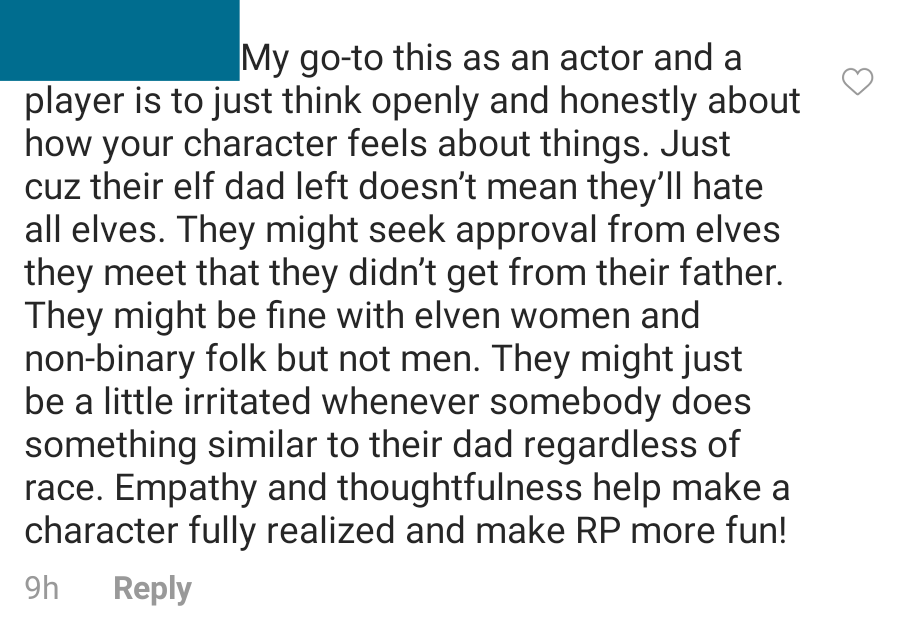 My go-to this as an actor and a
player is to just think openly and honestly about
how your character feels about things. Just
cuz their elf dad left doesn’t mean they’ll hate
all elves. They might seek approval from elves
they meet that they didn’t get from their father.
They might be fine with elven women and
non-binary folk but not men. They might just
be a little irritated whenever somebody does
something similar to their dad regardless of
race. Empathy and thoughtfulness help make a
character fully realized and make RP more fun!
9h Reply